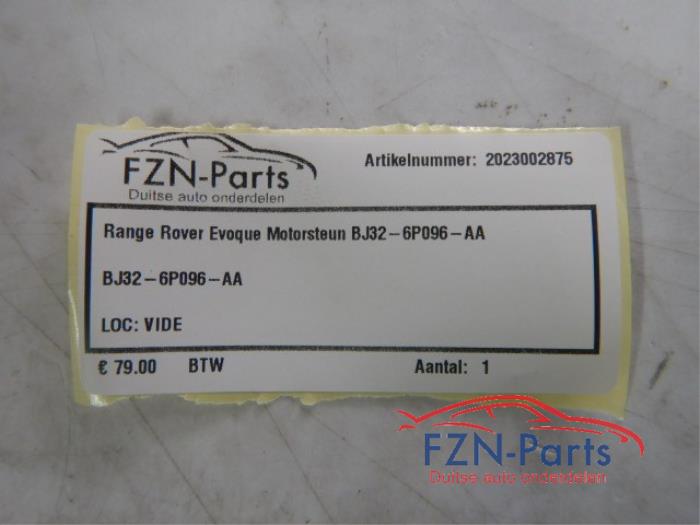 FZN-Parts
Duitse auto onderdelen
Artikelnummer: 2023002875
Range Rover Evoque Motorsteun BJ32-6P096-AA
BJ32-6P096-AA
LOC: VIDE
€ 79.00 BTW Aantal: 1
FZN-Parts
Duitse auto onderdelen